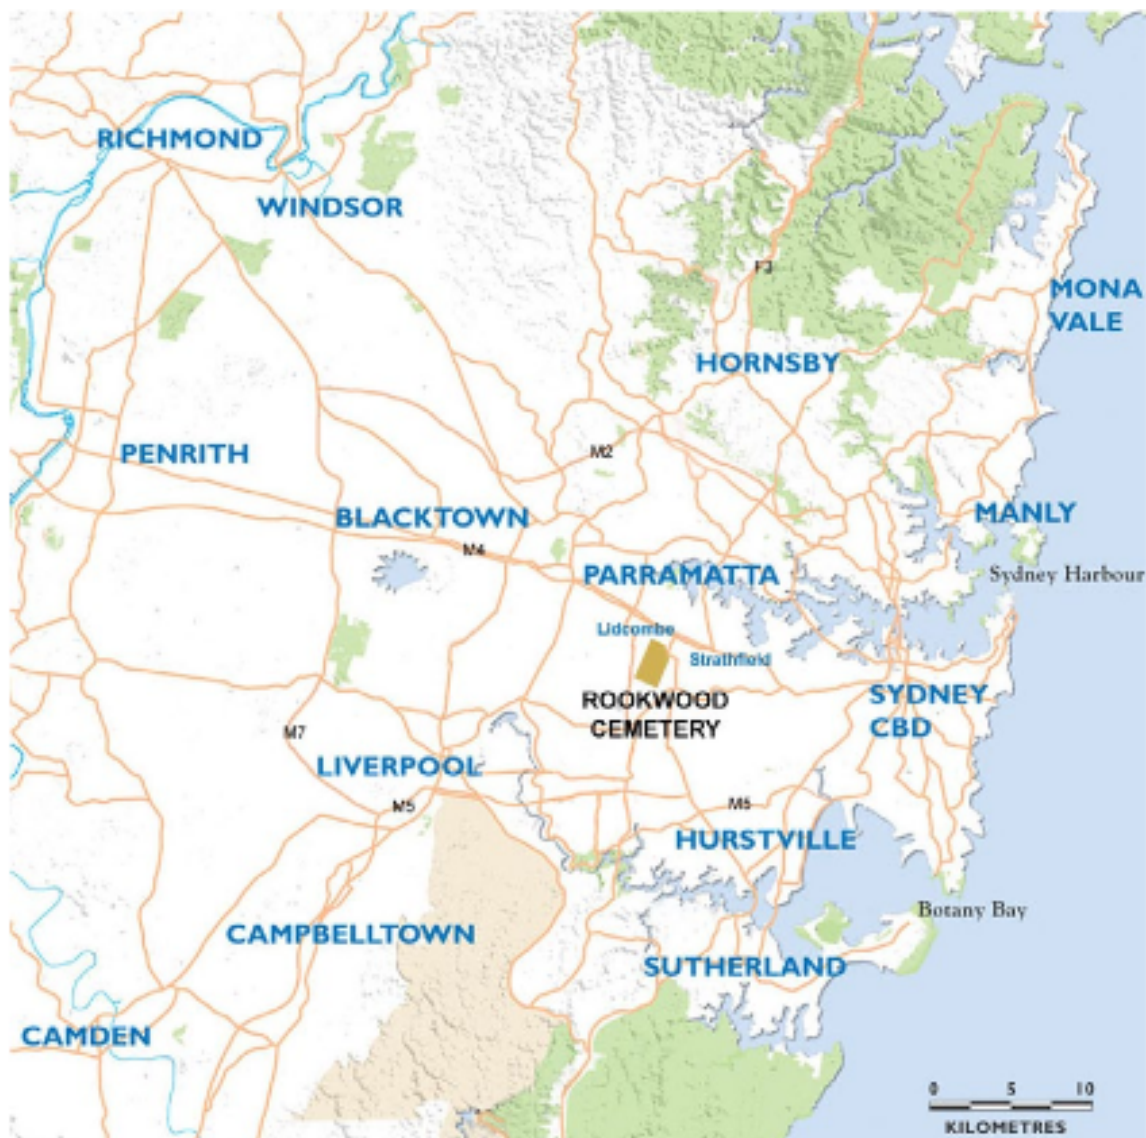 RICHMOND
WINDSOR
F3
MONA
VALE
HORNSBY
PENRITH
M2
BLACKTOWN
MANLY
M4
PARRAMATTA
Sydney Harbour
Lidcombe
Strathfield
ROOKWOOD
CEMETERY
SYDNEY
CBD
M7
LIVERPOOL
M5
M5
HURSTVILLE
Botany Bay
CAMPBELLTOWN
SUTHERLAND
CAMDEN
0 5 10
KILOMETRES